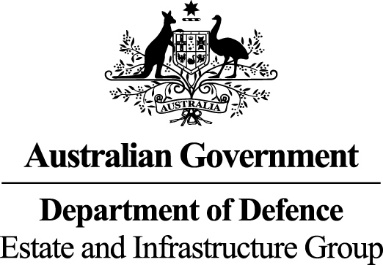 AUSTRALIA
Australian Government
Department of Defence
Estate and Infrastructure Group